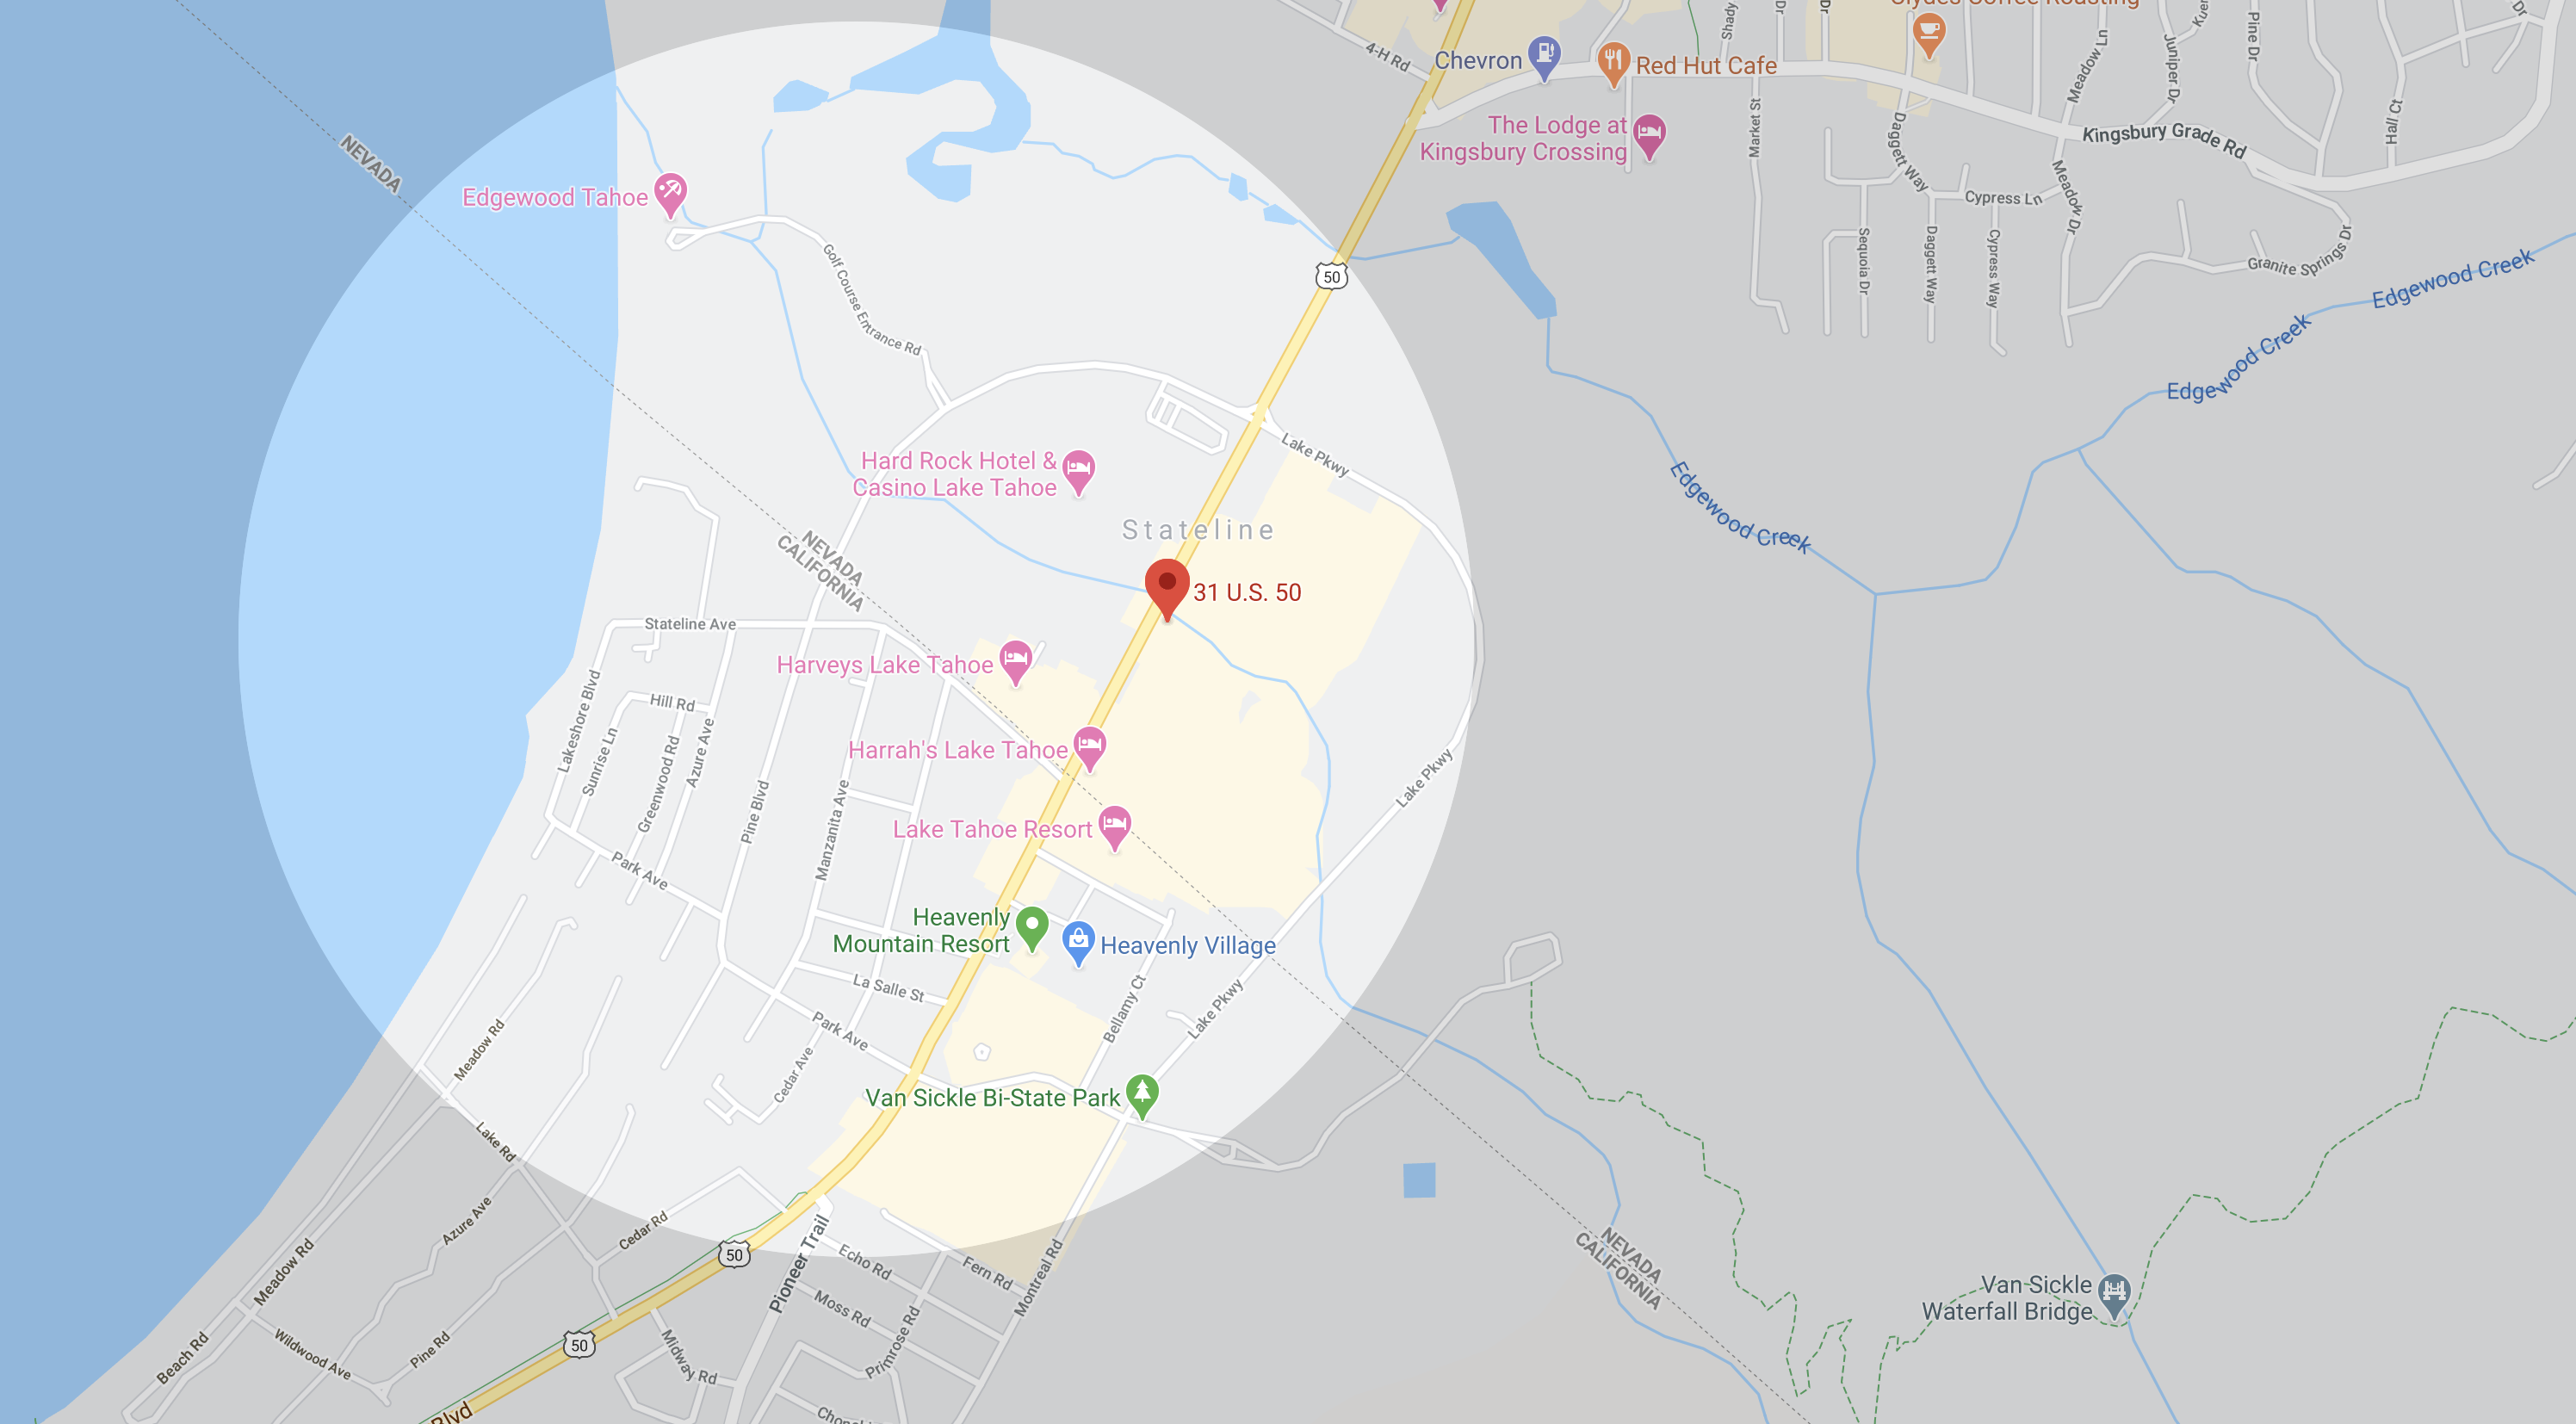 Clydes Coffee Roasting
4-H Rd
Chevron
Red Hut Cafe
Shady
Dr
Dr
Meadow Ln
Juniper Dr
Pine Dr
Dr
Hall Ct
Kingsbury Grade Rd
The Lodge at
Kingsbury Crossing
Market St
Daggett Way
Cypress Ln
Meadow Dr
NEVADA
Edgewood Tahoe
Golf Course Entrance Rd
50
Sequoia Dr
Dagett Way
Cypress Way
Granite Springs Dr
Edgewood Creek
Edgewood Creek
Edgewood Creek
Lake Pkwy
Hard Rock Hotel &
Casino Lake Tahoe
Stateline
NEVADA
CALIFORNIA
31 U.S. 50
Stateline Ave
Harveys Lake Tahoe
Lakeshore Blvd
Hill Rd
Sunrise Ln
Greenwood Rd
Azure Ave
Pine Blvd
Manzanita Ave
Harrah's Lake Tahoe
Lake Pkwy
Lake Tahoe Resort
Park Ave
Heavenly
Mountain Resort
Heavenly Village
La Salle St
Park Ave
Bellamy Ct
Lake Pkwy
Meadow Rd
Cedar Ave
Van Sickle Bi-State Park
Lake Rd
Azure Ave
Cedar Rd
50
Pioneer Trail
Echo Rd
Fern Rd
Montreal Rd
Moss Rd
Primrose Rd
Meadow Rd
NEVADA
CALIFORNIA
Van Sickle
Waterfall Bridge
50
Beach Rd
Wildwood Ave
Pine Rd
Midway Rd
Blvd